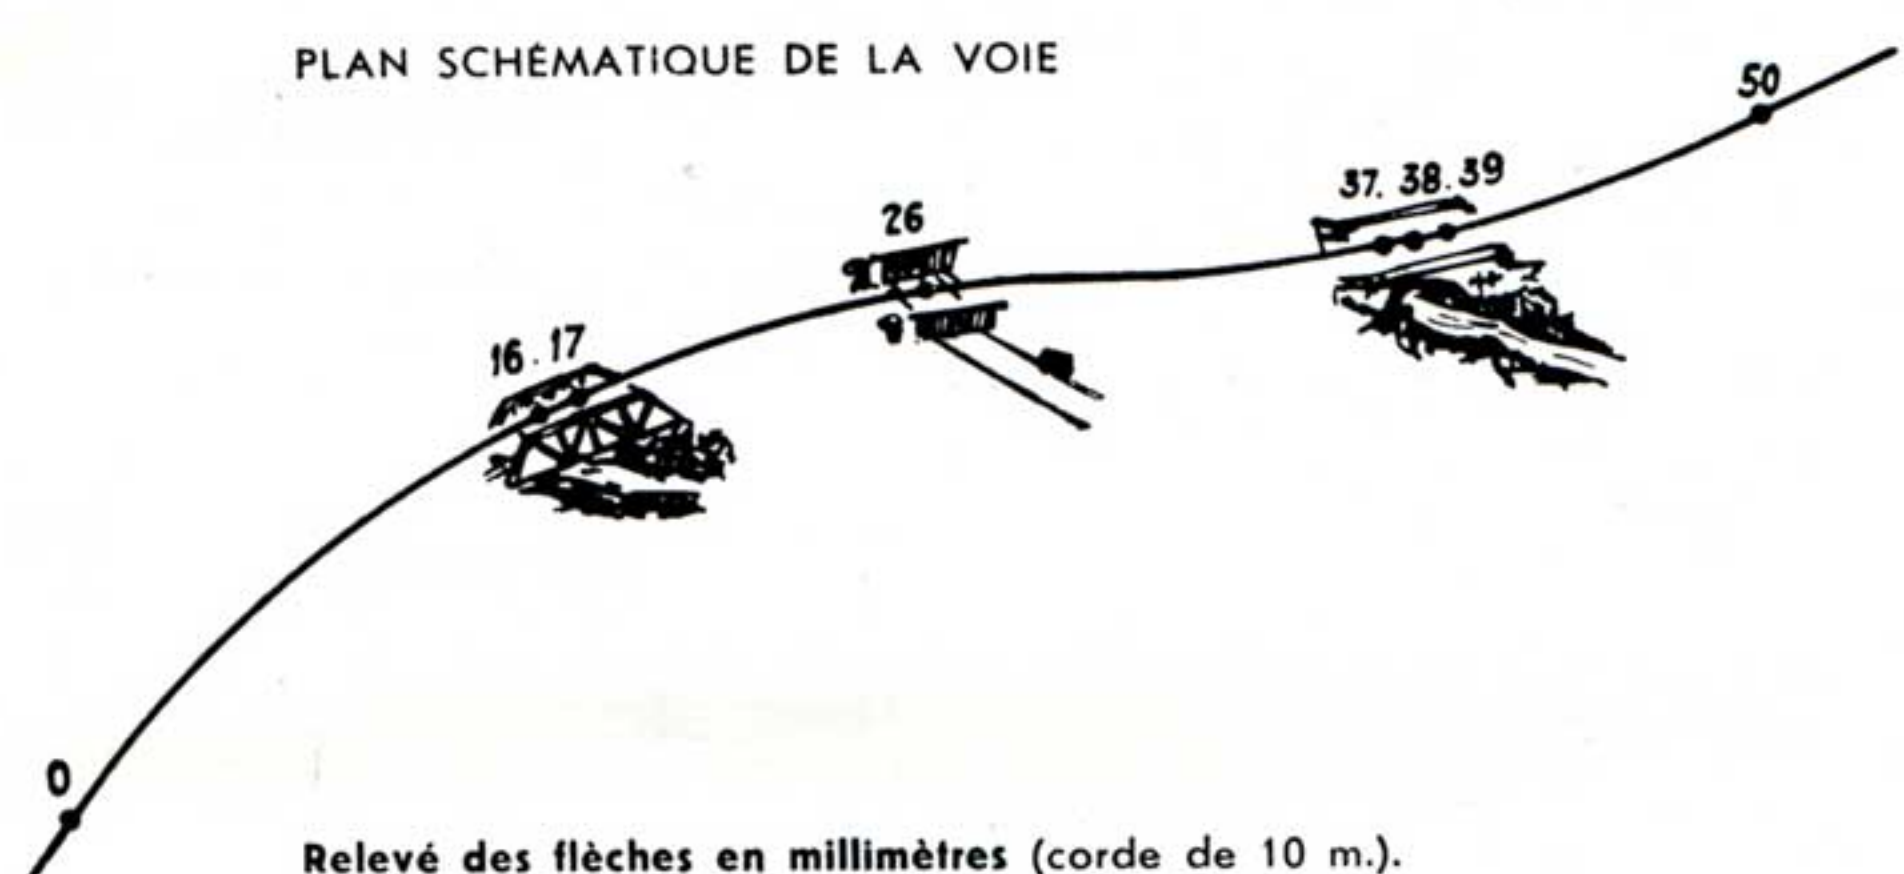 PLAN SCHÉMATIQUE DE LA VOIE
50
37. 38. 39
26
16. 17
0
Relevé des flèches en millimètres (corde de 10 m.).